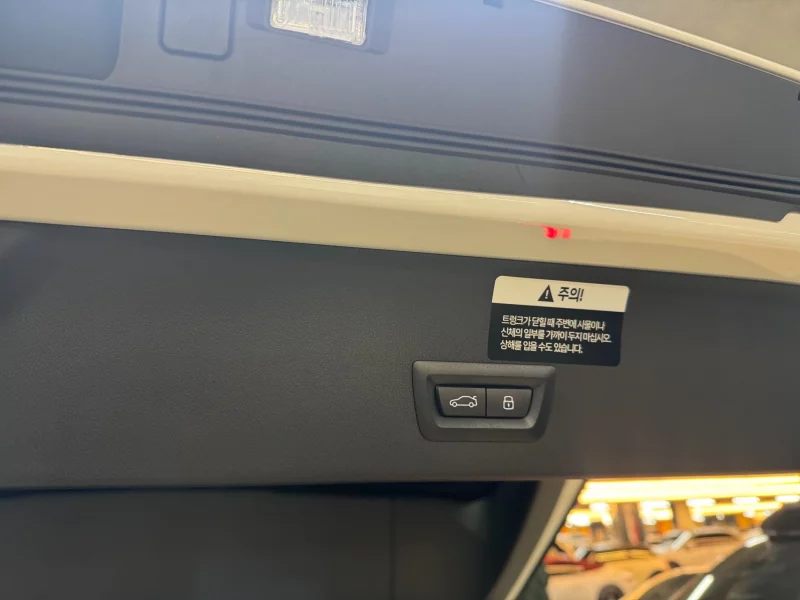 주의!
트렁크가 닫힐 때 주변에 사물이나
신체의 일부를 가까이 두지 마십시오.
상해를 입을 수도 있습니다.